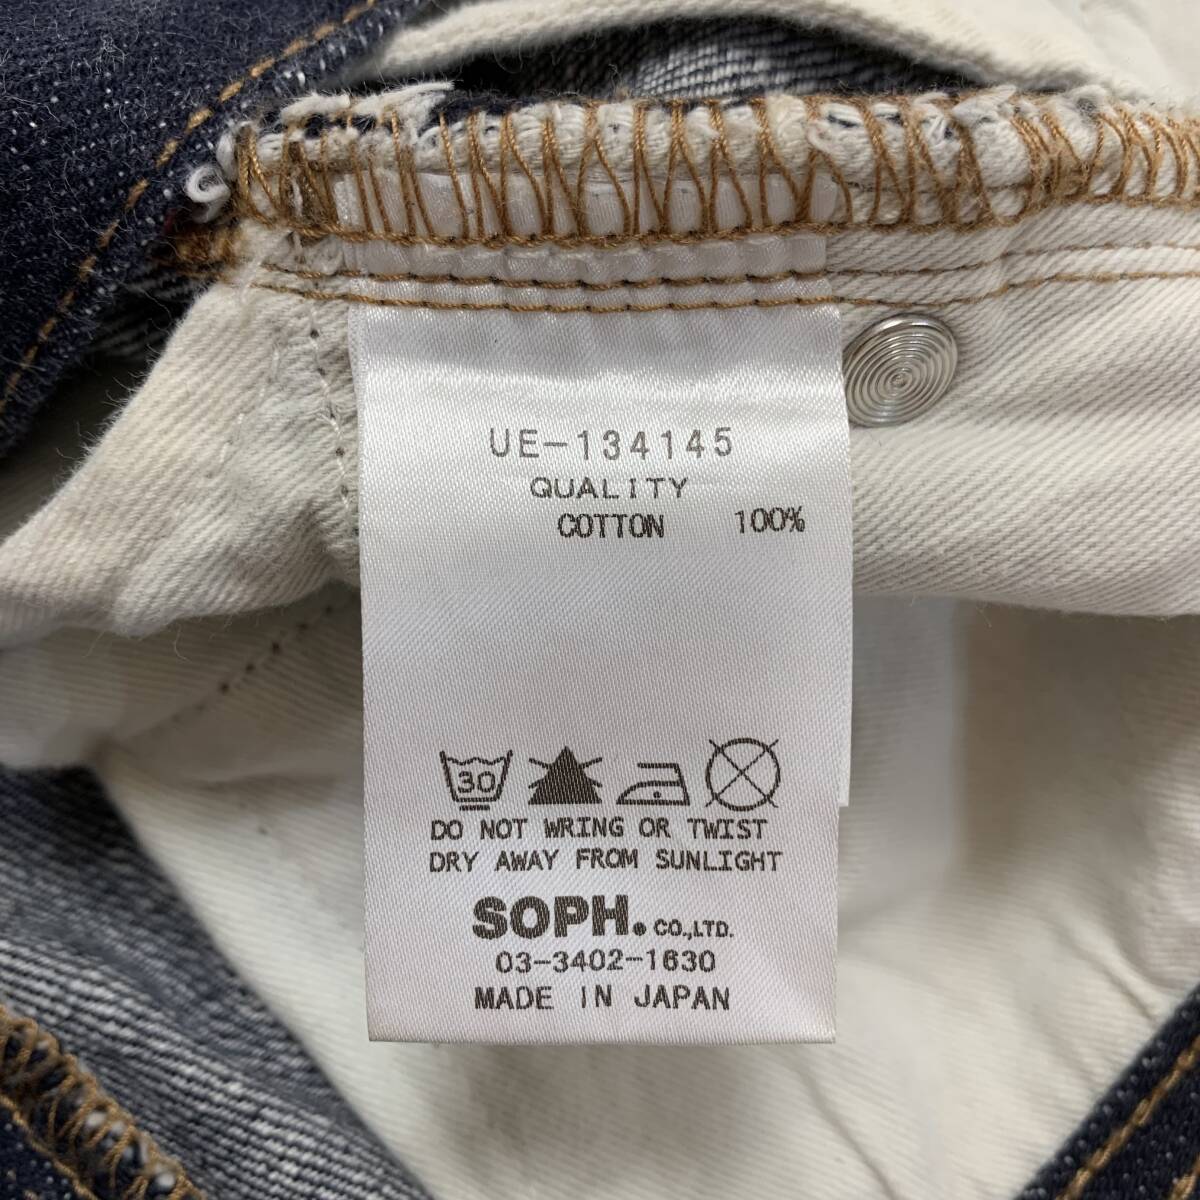 UE-134145
QUALITY
COTTON 100%
30
DO NOT WRING OR TWIST
DRY AWAY FROM SUNLIGHT
SOPH. CO.,LTD.
03-3402-1630
MADE IN JAPAN